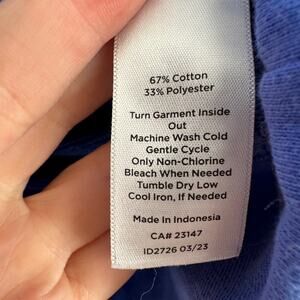 67% Cotton
33% Polyester
Turn Garment Inside
Out
Machine Wash Cold
Gentle Cycle
Only Non-Chlorine
Bleach When Needed
Tumble Dry Low
Cool Iron, If Needed
Made In Indonesia
CA# 23147
ID2726 03/23